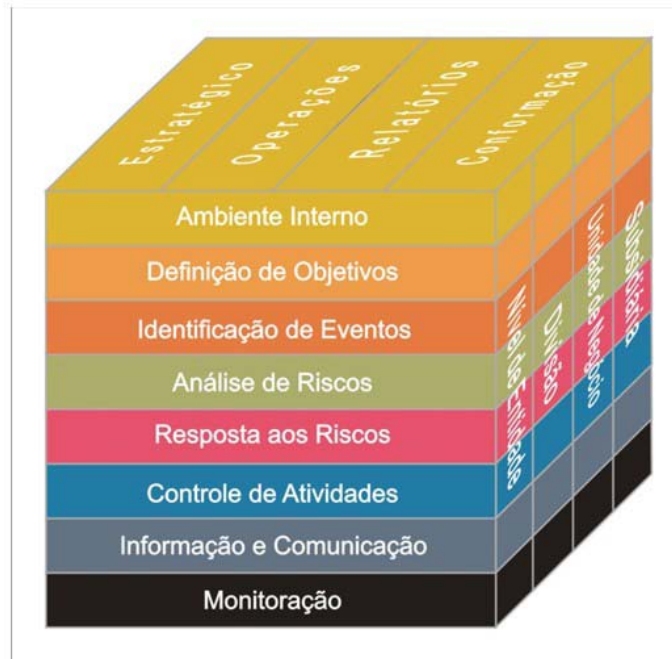 Estratégico
Operações
Relatórios
Conformação
Ambiente Interno
Definição de Objetivos
Identificação de Eventos
Análise de Riscos
Resposta aos Riscos
Controle de Atividades
Informação e Comunicação
Monitoração
Nível de Entidade
Divisão
Unidade de Negócio
Subsidiária